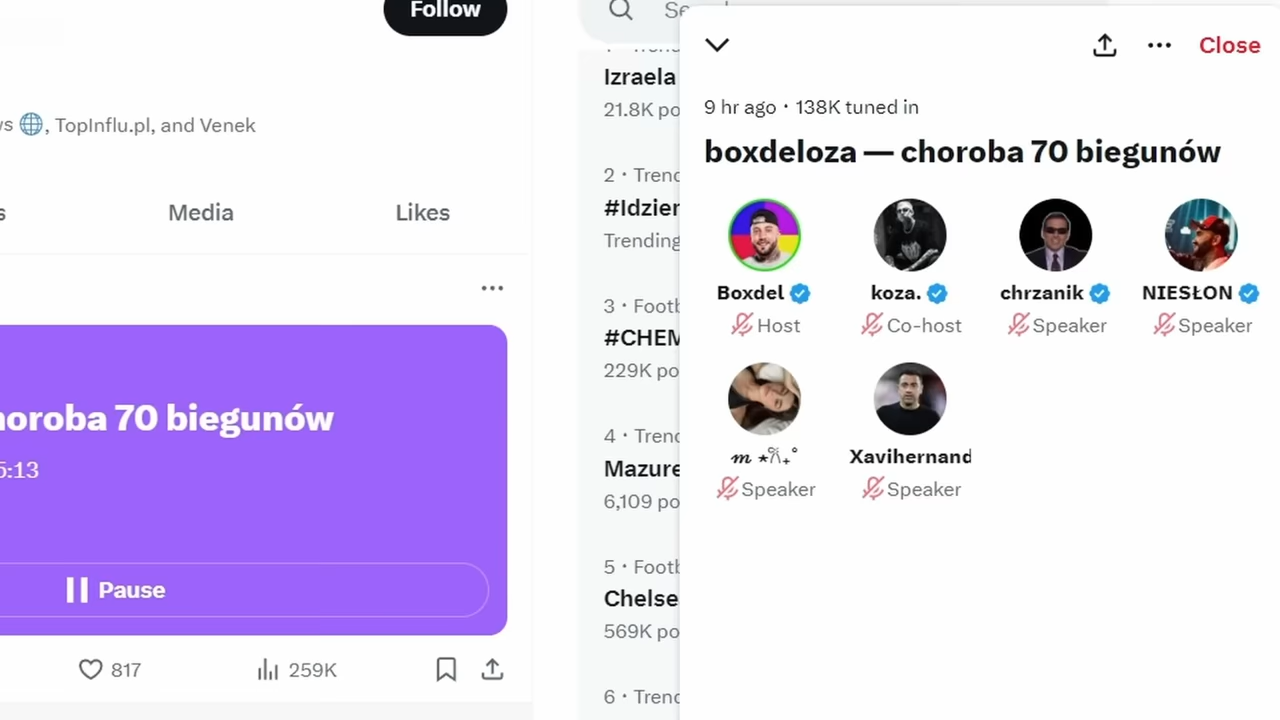 Follow
🌐, TopInflu.pl, and Venek
Media
Likes
choroba 70 biegunów
5:13
Pause
817
259K
Izraela
21.8K po
2 · Trend
#Idzier
Trending
3 · Footb
#CHEM
229K po
4 · Trend
Mazure
6,109 po
5 · Footb
Chelse
569K po
6 · Trend
Close
9 hr ago · 138K tuned in
boxdeloza — choroba 70 biegunów
Boxdel
Host
koza.
Co-host
chrzanik
Speaker
NIESŁON
Speaker
𝓶 ⋆
Speaker
Xavihernand
Speaker